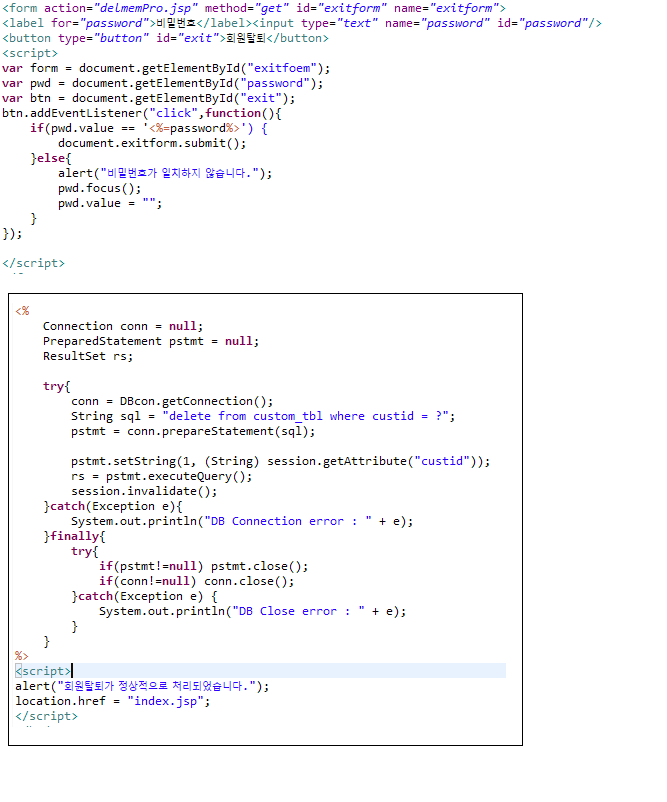 <form action="delmemPro.jsp" method="get" id="exitform" name="exitform">
<label for="password">비밀번호</label><input type="text" name="password" id="password"/>
<button type="button" id="exit">회원탈퇴</button>
<script>
var form = document.getElementById("exitfoem");
var pwd = document.getElementById("password");
var btn = document.getElementById("exit");
btn.addEventListener("click",function(){
    if(pwd.value == '<%=password%>') {
        document.exitform.submit();
    }else{
        alert("비밀번호가 일치하지 않습니다.");
        pwd.focus();
        pwd.value = "";
    }
});
</script>
<%
    Connection conn = null;
    PreparedStatement pstmt = null;
    ResultSet rs;
    try{
        conn = DBcon.getConnection();
        String sql = "delete from custom_tbl where custid = ?";
        pstmt = conn.prepareStatement(sql);
        pstmt.setString(1, (String) session.getAttribute("custid"));
        rs = pstmt.executeQuery();
        session.invalidate();
    }catch(Exception e){
        System.out.println("DB Connection error : " + e);
    }finally{
        try{
            if(pstmt!=null) pstmt.close();
            if(conn!=null) conn.close();
        }catch(Exception e) {
            System.out.println("DB Close error : " + e);
        }
    }
%>
<script>
alert("회원탈퇴가 정상적으로 처리되었습니다.");
location.href = "index.jsp";
</script>